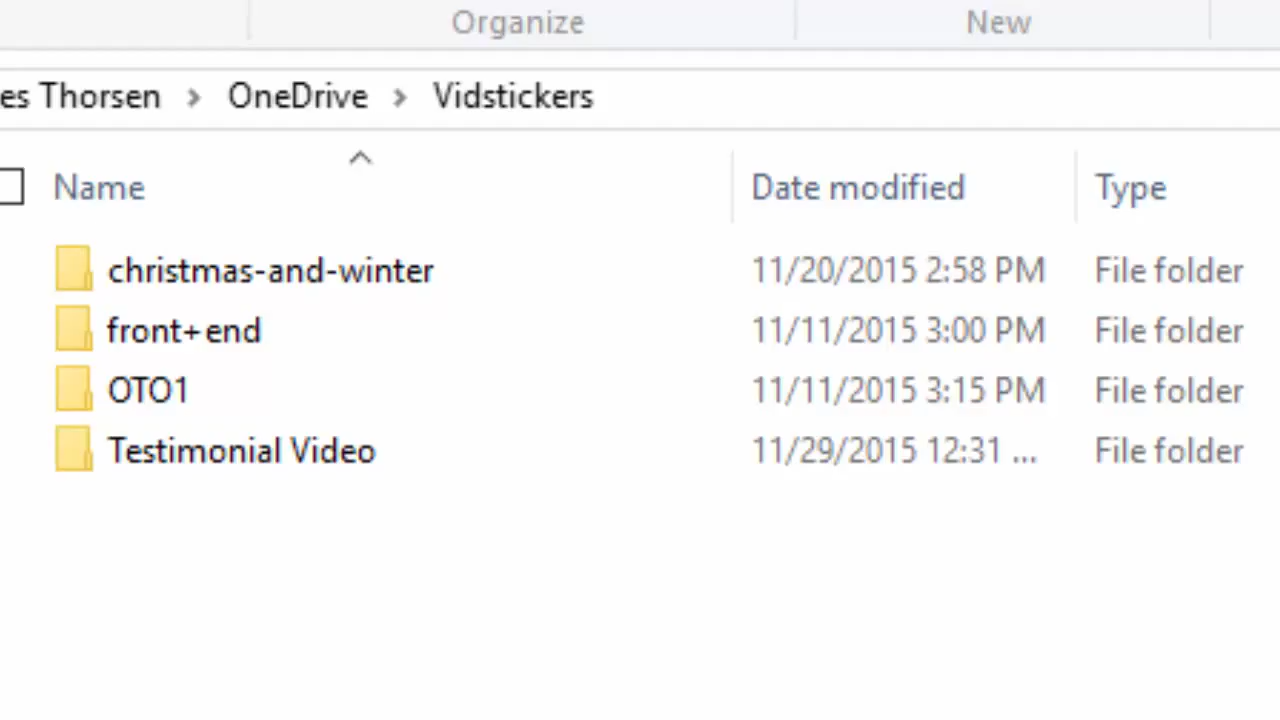 Organize New
es Thorsen > OneDrive > Vidstickers
Name Date modified Type
christmas-and-winter 11/20/2015 2:58 PM File folder
front+end 11/11/2015 3:00 PM File folder
OTO1 11/11/2015 3:15 PM File folder
Testimonial Video 11/29/2015 12:31 ... File folder